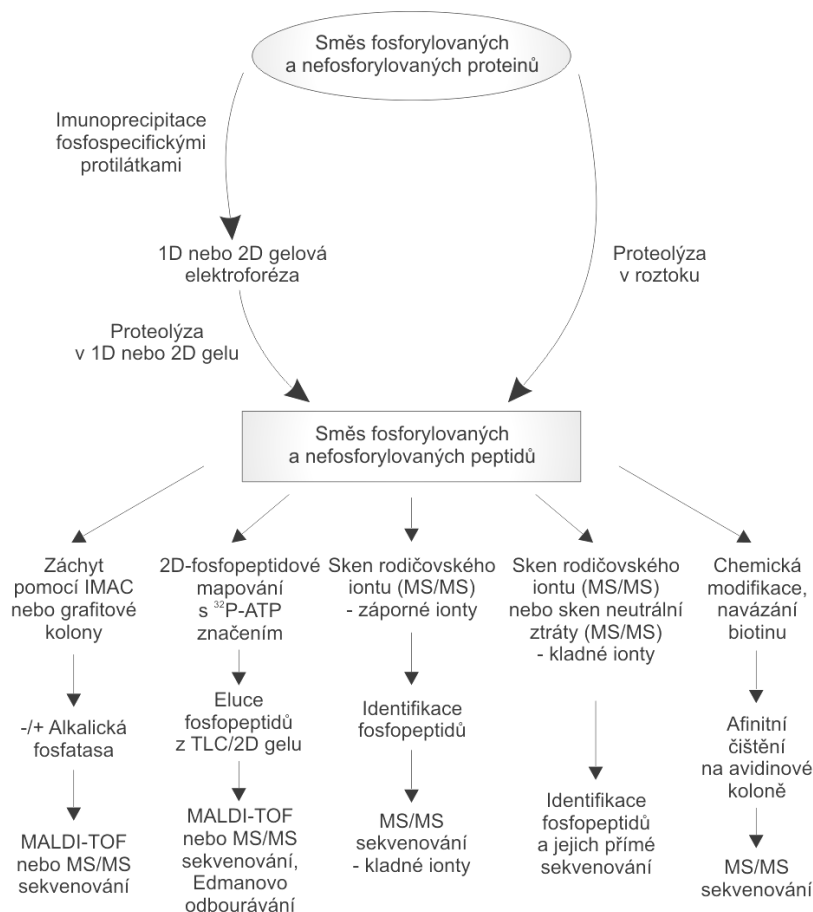 Směs fosforylovaných
a nefosforylovaných proteinů
Imunoprecipitace
fosfospecifickými
protilátkami
1D nebo 2D gelová
elektroforéza
Proteolýza
v roztoku
Proteolýza
v 1D nebo 2D gelu
Směs fosforylovaných
a nefosforylovaných peptidů
Záchyt
pomocí IMAC
nebo grafitové
kolony
-/+ Alkalická
fosfatasa
MALDI-TOF
nebo MS/MS
sekvenování
2D-fosfopeptidové
mapování
s ³²P-ATP
značením
Eluce
fosfopeptidů
z TLC/2D gelu
MALDI-TOF
nebo MS/MS
sekvenování,
Edmanovo
odbourávání
Sken rodičovského
iontu (MS/MS)
- záporné ionty
Identifikace
fosfopeptidů
MS/MS
sekvenování
- kladné ionty
Sken rodičovského
iontu (MS/MS)
nebo sken neutrální
ztráty (MS/MS)
- kladné ionty
Identifikace
fosfopeptidů
a jejich přímé
sekvenování
Chemická
modifikace,
navázání
biotinu
Afinitní
čištění
na avidinové
koloně
MS/MS
sekvenování